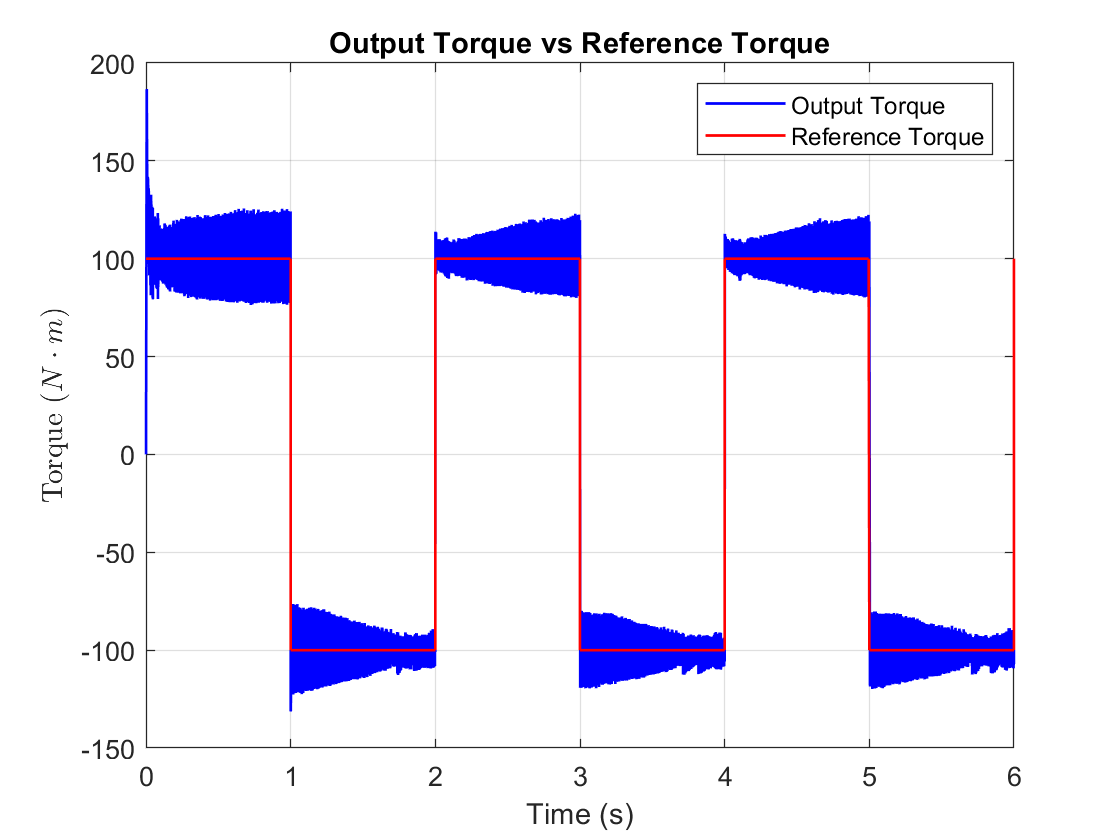 Output Torque vs Reference Torque
Output Torque
Reference Torque
Torque (N · m)
200
150
100
50
0
-50
-100
-150
0 1 2 3 4 5 6
Time (s)